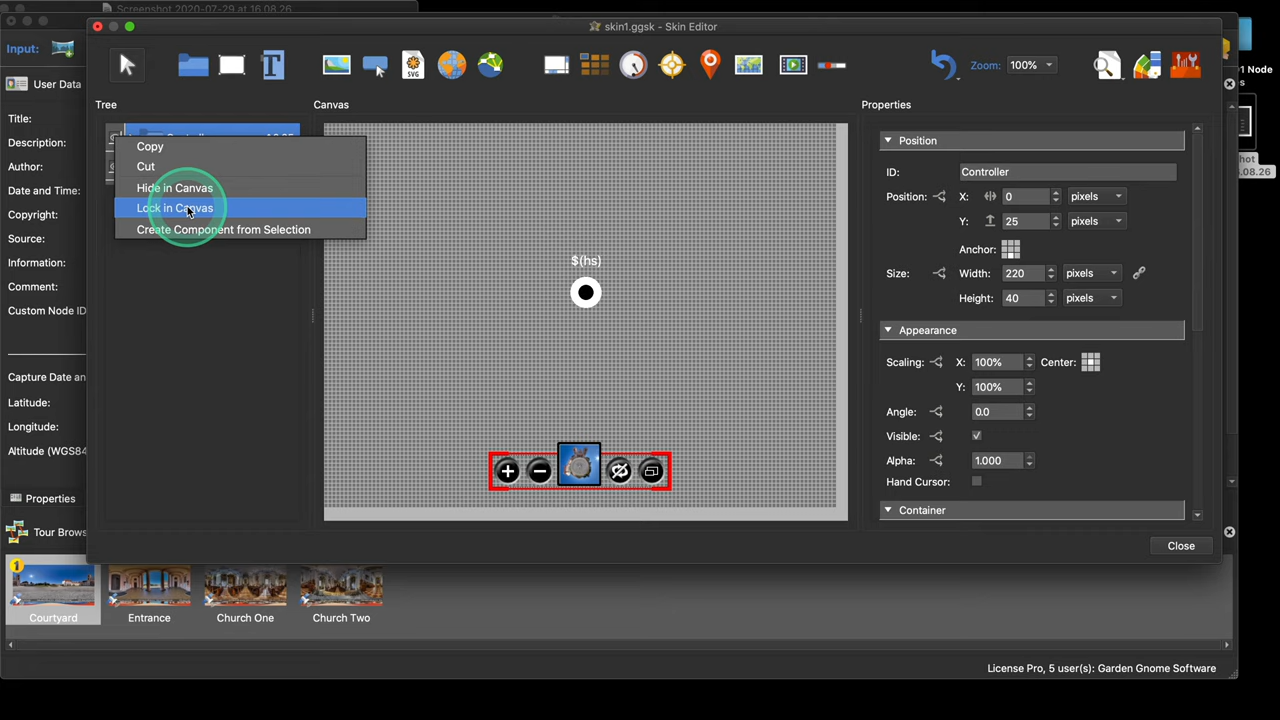 Screenshot 2020-07-29 at 16.08.26
skin1.ggsk - Skin Editor
Input:
User Data
Title:
Description:
Author:
Date and Time:
Copyright:
Source:
Information:
Comment:
Custom Node ID
Capture Date an
Latitude:
Longitude:
Altitude (WGS84
Properties
Tour Brows
T
SVG
Zoom: 100%
Tree
Canvas
Properties
Copy
Cut
Hide in Canvas
Lock in Canvas
Create Component from Selection
$(hs)
Position
ID: Controller
Position: X: 0 pixels
Y: 25 pixels
Anchor:
Size: Width: 220 pixels
Height: 40 pixels
Appearance
Scaling: X: 100% Center:
Y: 100%
Angle: 0.0
Visible:
Alpha: 1.000
Hand Cursor:
Container
Close
1
Courtyard
Entrance
Church One
Church Two
License Pro, 5 user(s): Garden Gnome Software
1 Node
hot
.08.26